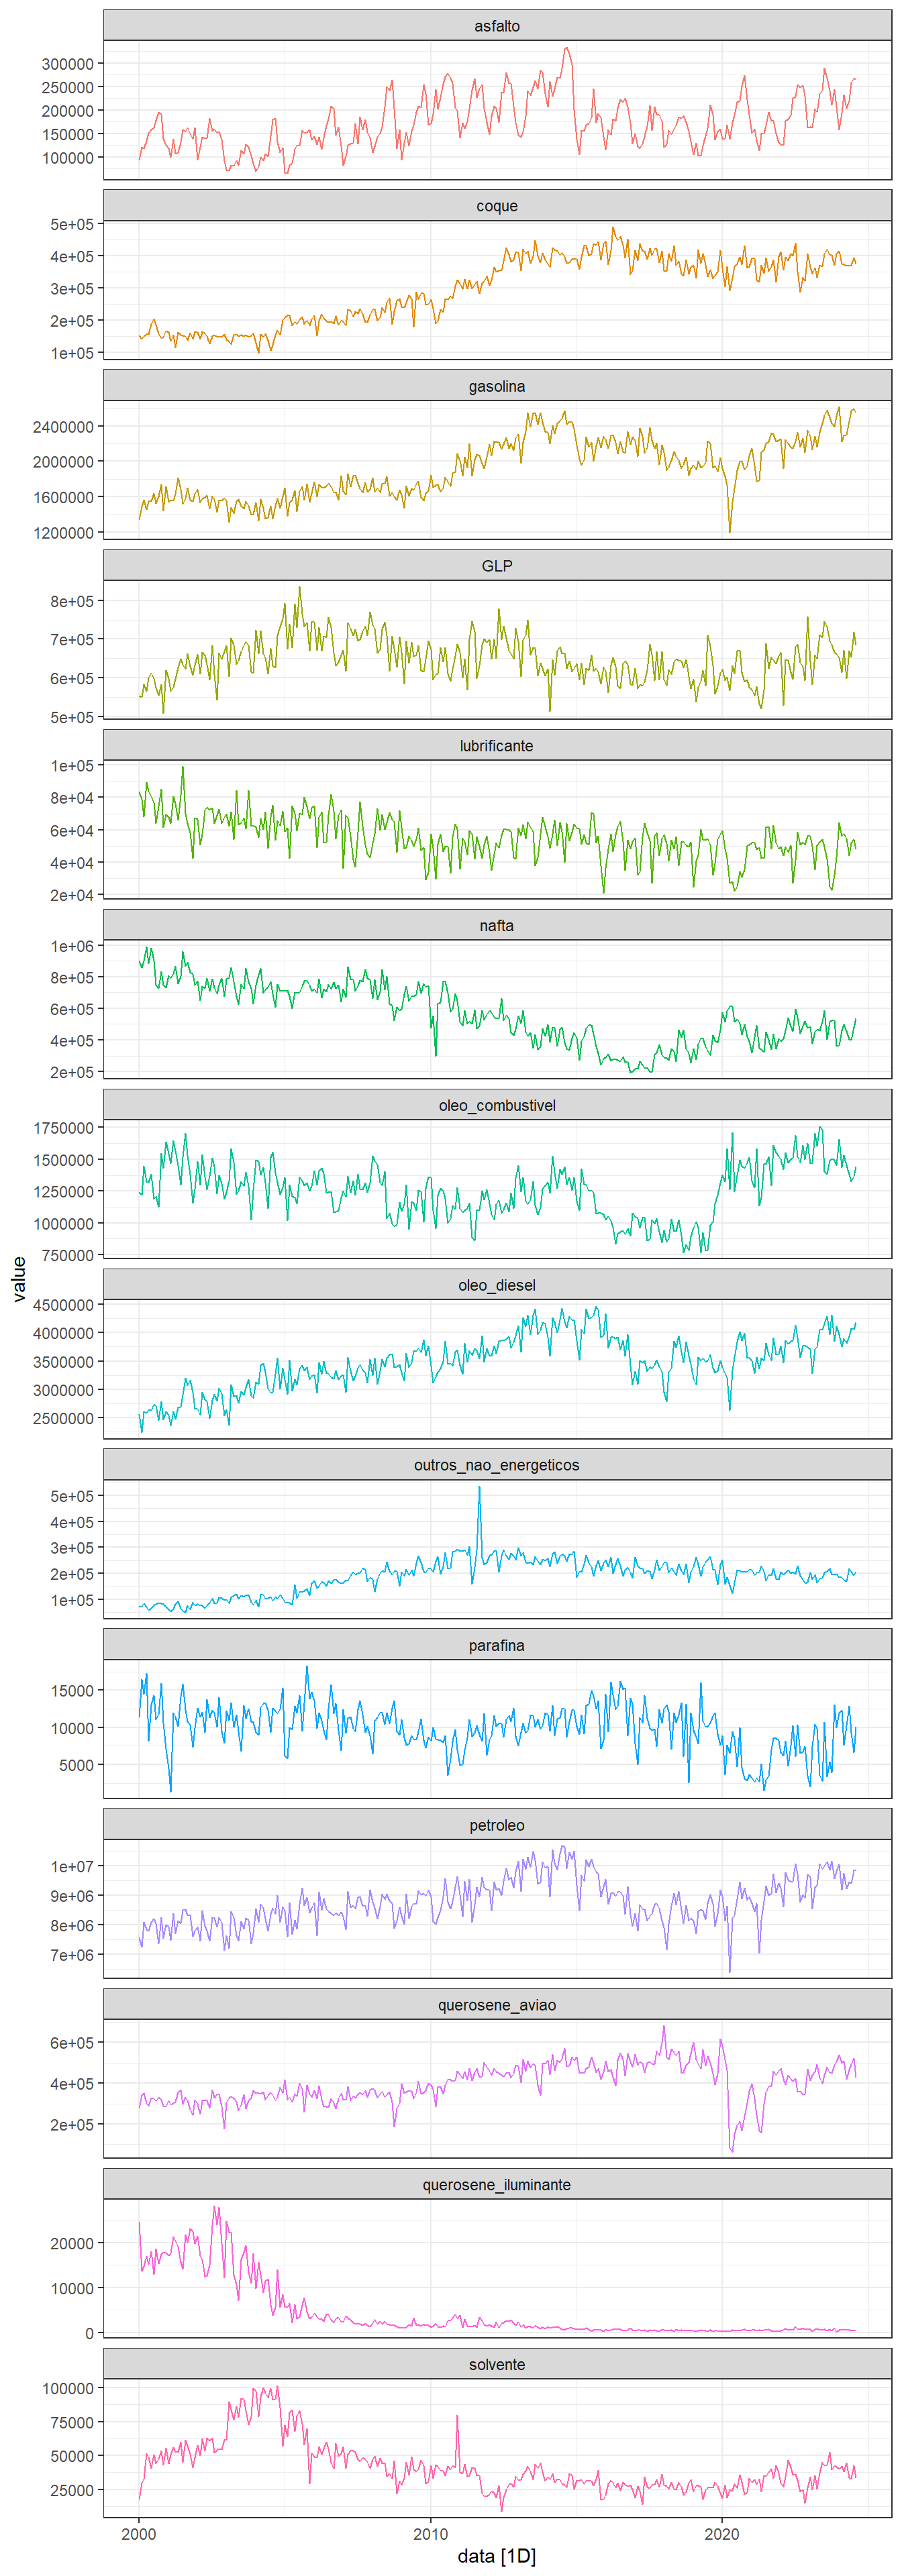 asfalto
300000
250000
200000
150000
100000
coque
5e+05
4e+05
3e+05
2e+05
1e+05
gasolina
2400000
2000000
1600000
1200000
GLP
8e+05
7e+05
6e+05
5e+05
lubrificante
1e+05
8e+04
6e+04
4e+04
2e+04
nafta
1e+06
8e+05
6e+05
4e+05
2e+05
oleo_combustivel
1750000
1500000
1250000
1000000
750000
value
oleo_diesel
4500000
4000000
3500000
3000000
2500000
outros_nao_energeticos
5e+05
4e+05
3e+05
2e+05
1e+05
parafina
15000
10000
5000
petroleo
1e+07
9e+06
8e+06
7e+06
querosene_aviao
6e+05
4e+05
2e+05
querosene_iluminante
20000
10000
0
solvente
100000
75000
50000
25000
2000 2010 2020
data [1D]